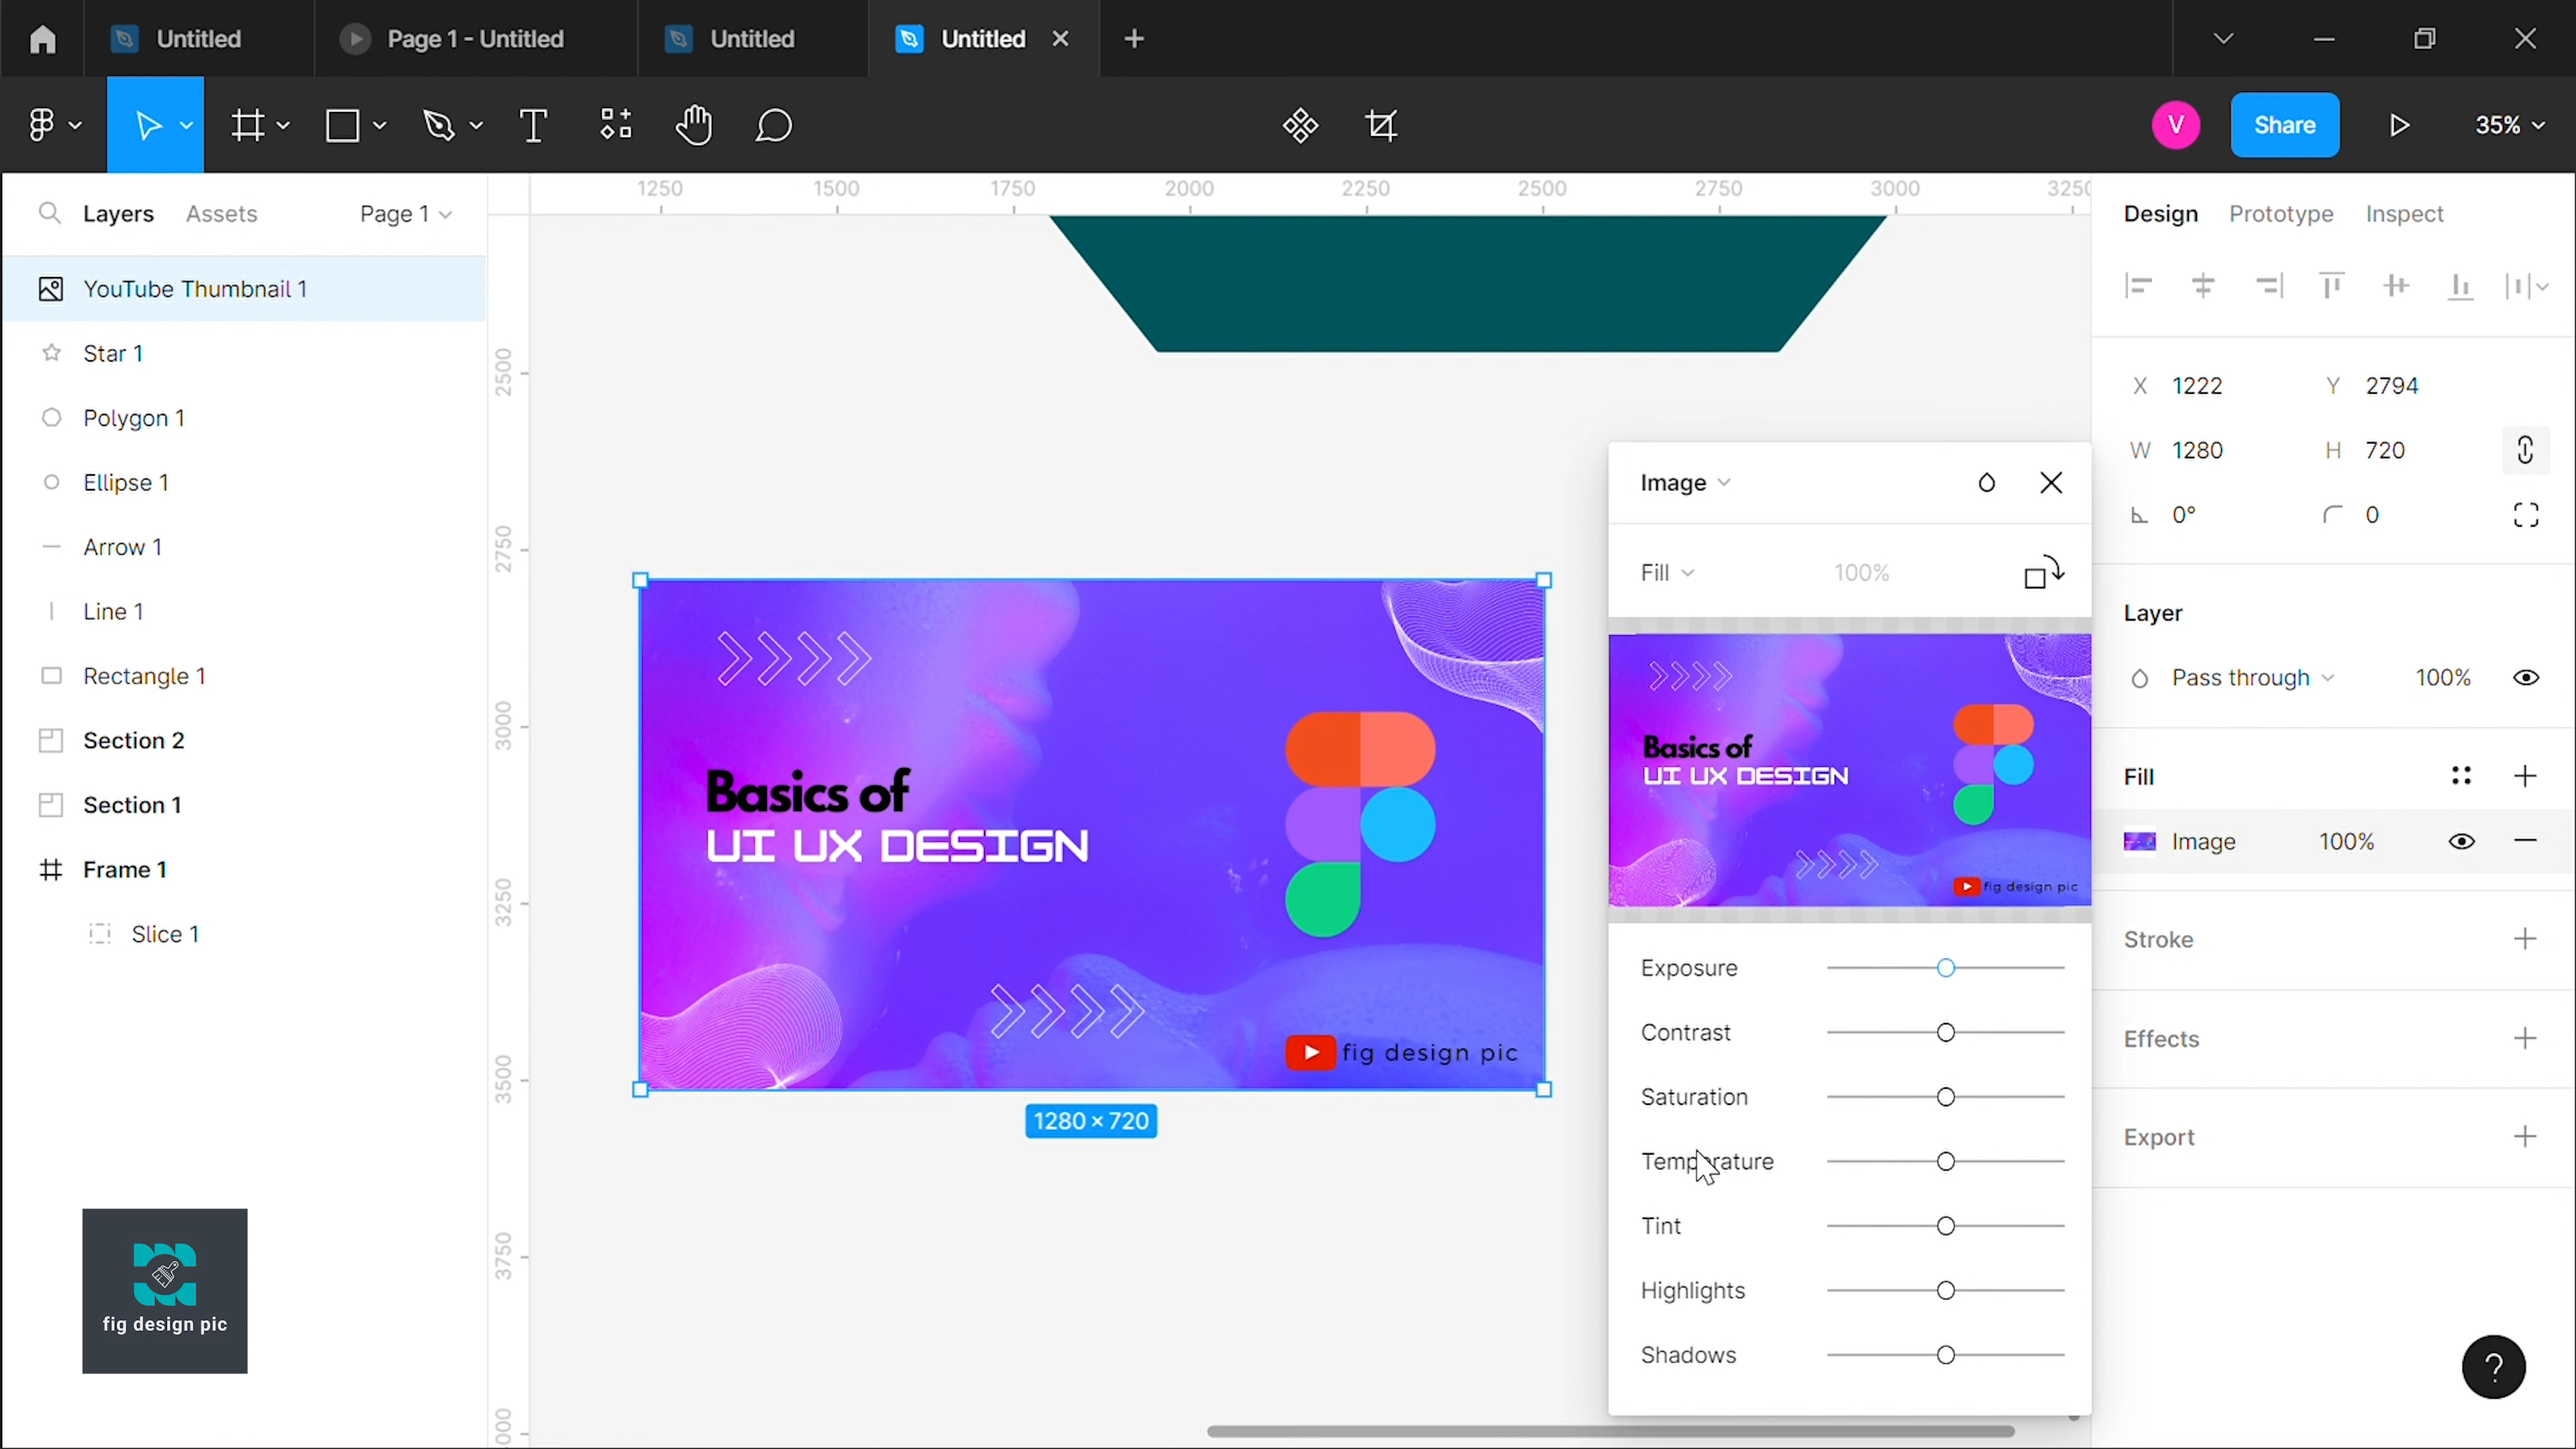 Untitled
Page 1 - Untitled
Untitled
Untitled
V
Share
35%
Layers
Assets
Page 1
1250
1500
1750
2000
2250
2500
2750
3000
3250
Design
Prototype
Inspect
YouTube Thumbnail 1
Star 1
Polygon 1
Ellipse 1
Arrow 1
Line 1
Rectangle 1
Section 2
Section 1
Frame 1
Slice 1
fig design pic
2500
2750
3000
3250
3500
3750
Basics of
UI UX DESIGN
fig design pic
1280 × 720
Image
Fill
100%
Basics of
UI UX DESIGN
fig design pic
Exposure
Contrast
Saturation
Temperature
Tint
Highlights
Shadows
X 1222
Y 2794
W 1280
H 720
0°
0
Layer
Pass through
100%
Fill
Image
100%
Stroke
Effects
Export
?